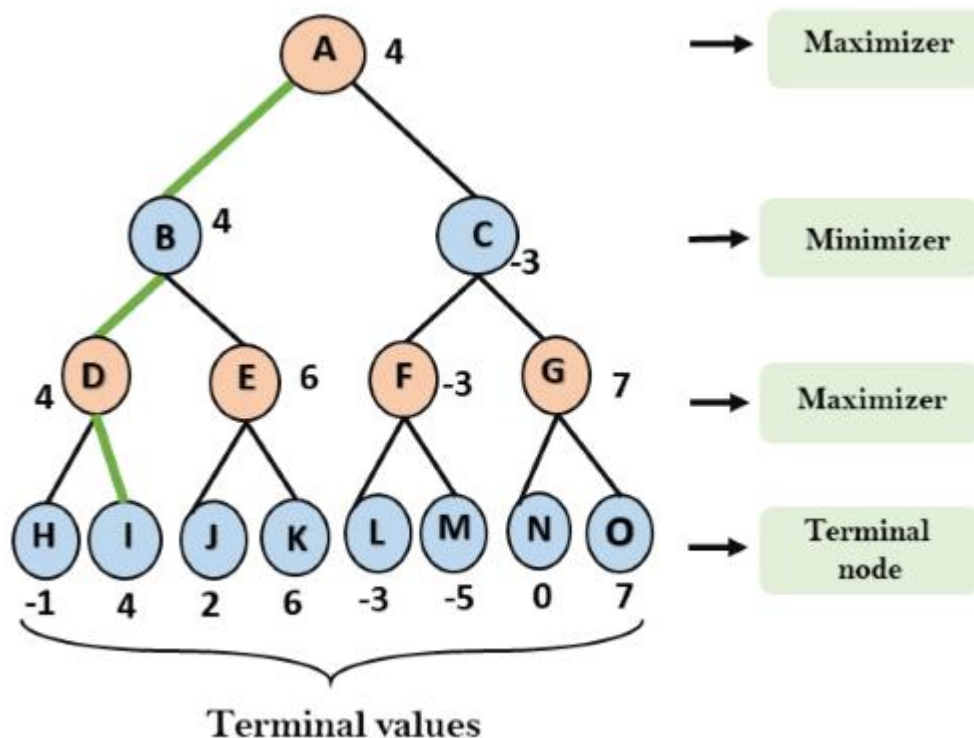 A 4 Maximizer
B 4 C -3 Minimizer
D 4 E 6 F -3 G 7 Maximizer
H I J K L M N O Terminal
node
-1 4 2 6 -3 -5 0 7
Terminal values